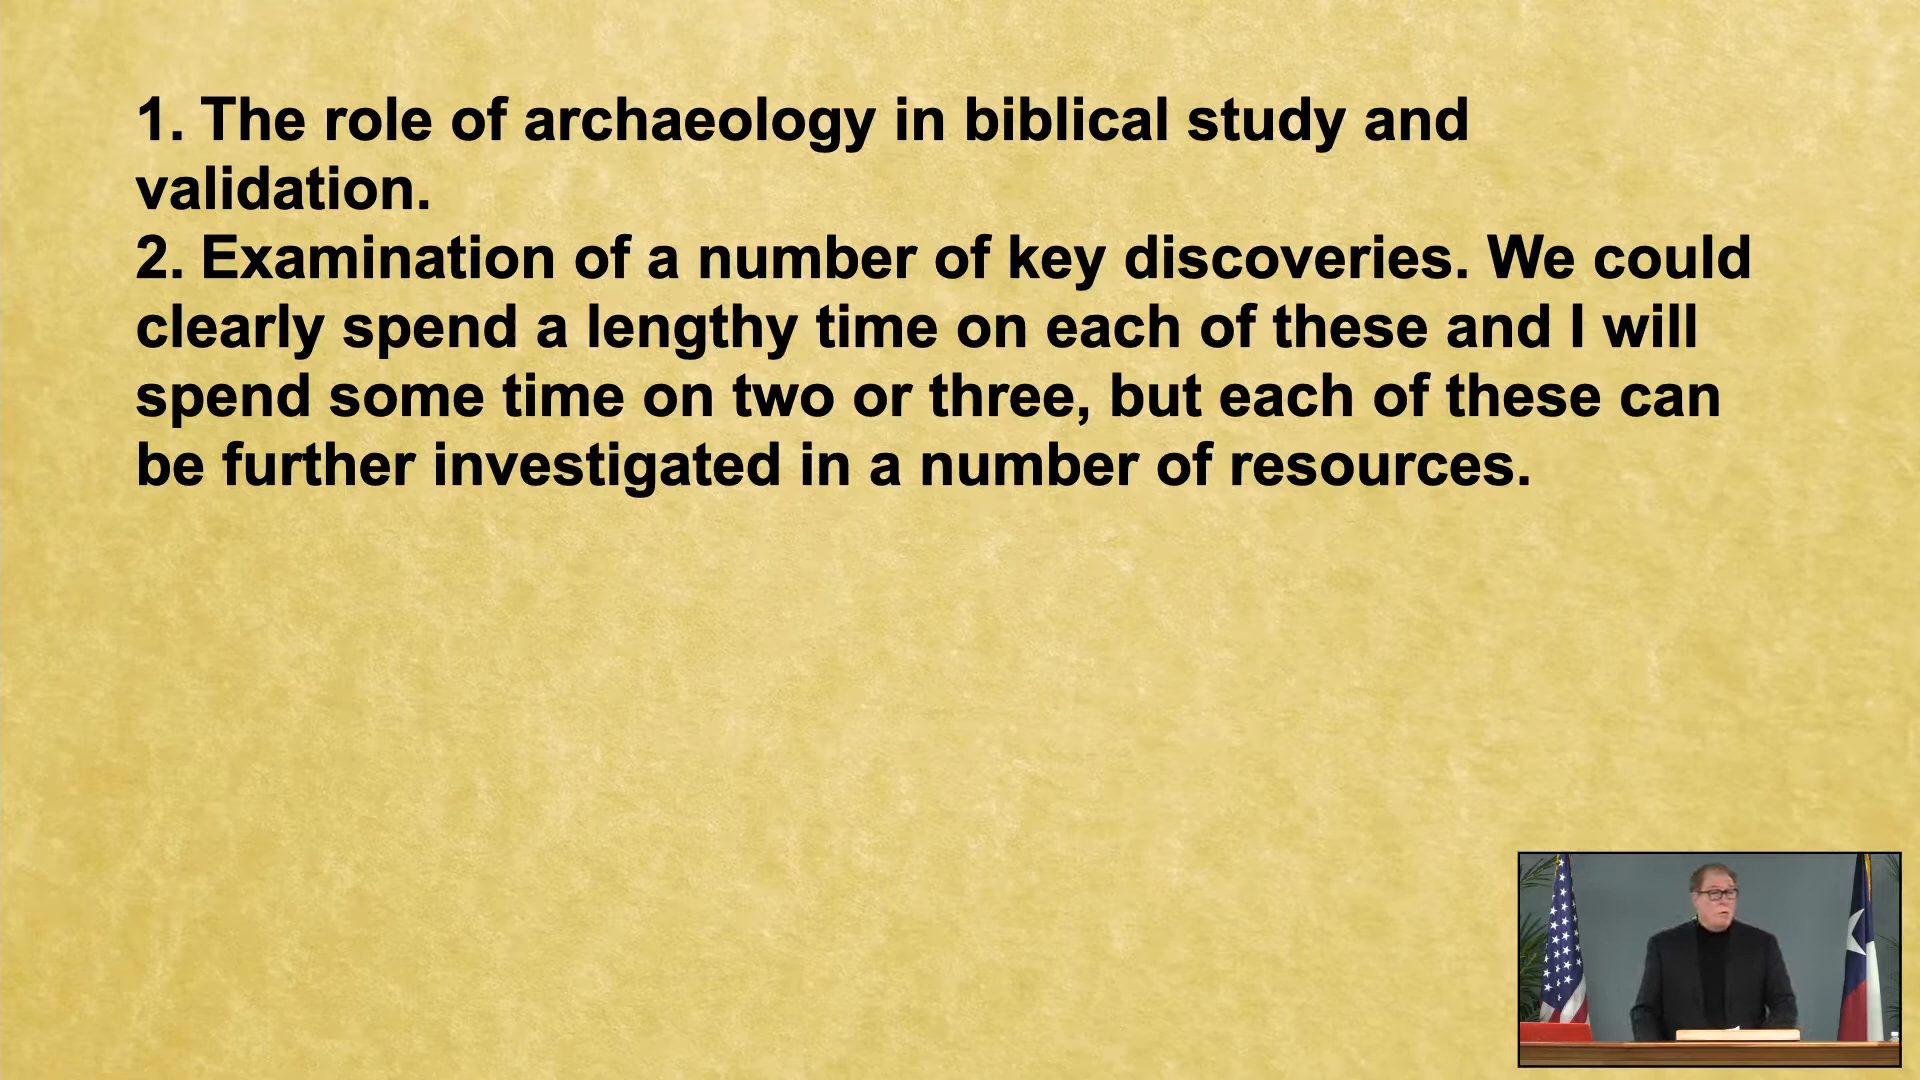 1. The role of archaeology in biblical study and
validation.
2. Examination of a number of key discoveries. We could
clearly spend a lengthy time on each of these and I will
spend some time on two or three, but each of these can
be further investigated in a number of resources.